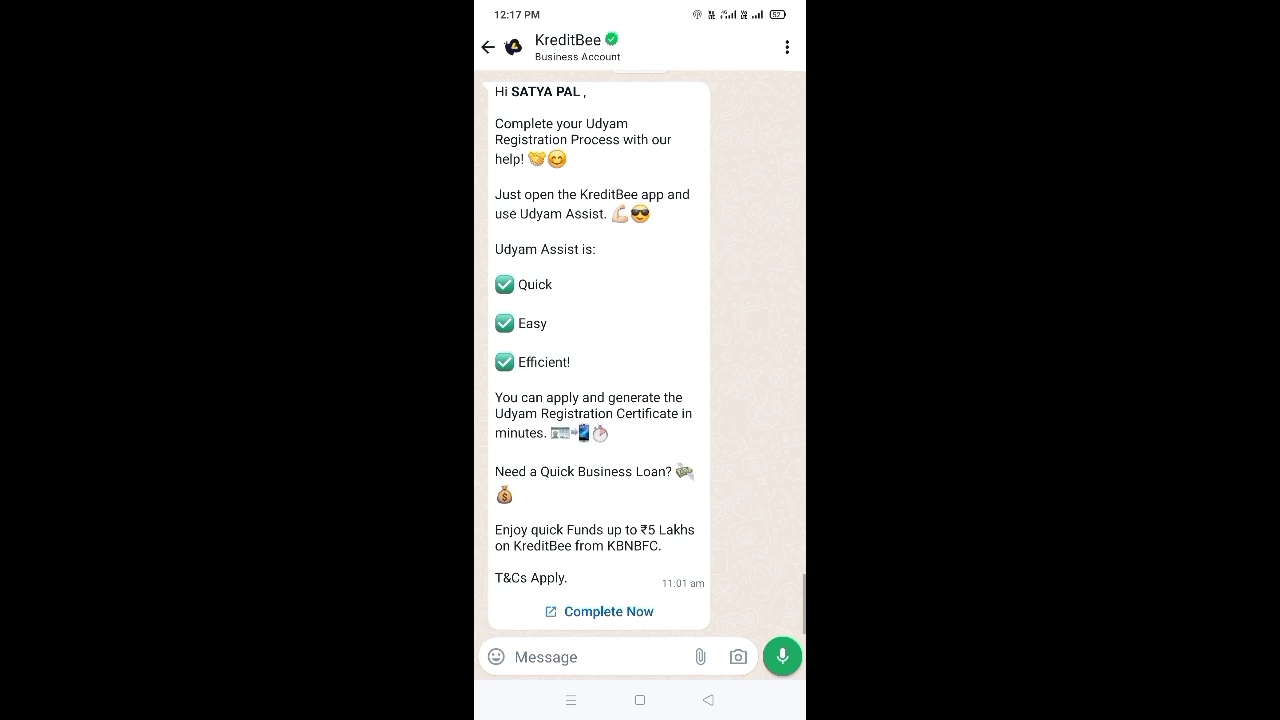 12:17 PM
52
KreditBee
Business Account
Hi SATYA PAL ,
Complete your Udyam
Registration Process with our
help! 🤝😊
Just open the KreditBee app and
use Udyam Assist. 💪😎
Udyam Assist is:
✅ Quick
✅ Easy
✅ Efficient!
You can apply and generate the
Udyam Registration Certificate in
minutes. 🪪📲⏱️
Need a Quick Business Loan? 💸
💰
Enjoy quick Funds up to ₹5 Lakhs
on KreditBee from KBNBFC.
T&Cs Apply.
11:01 am
Complete Now
Message